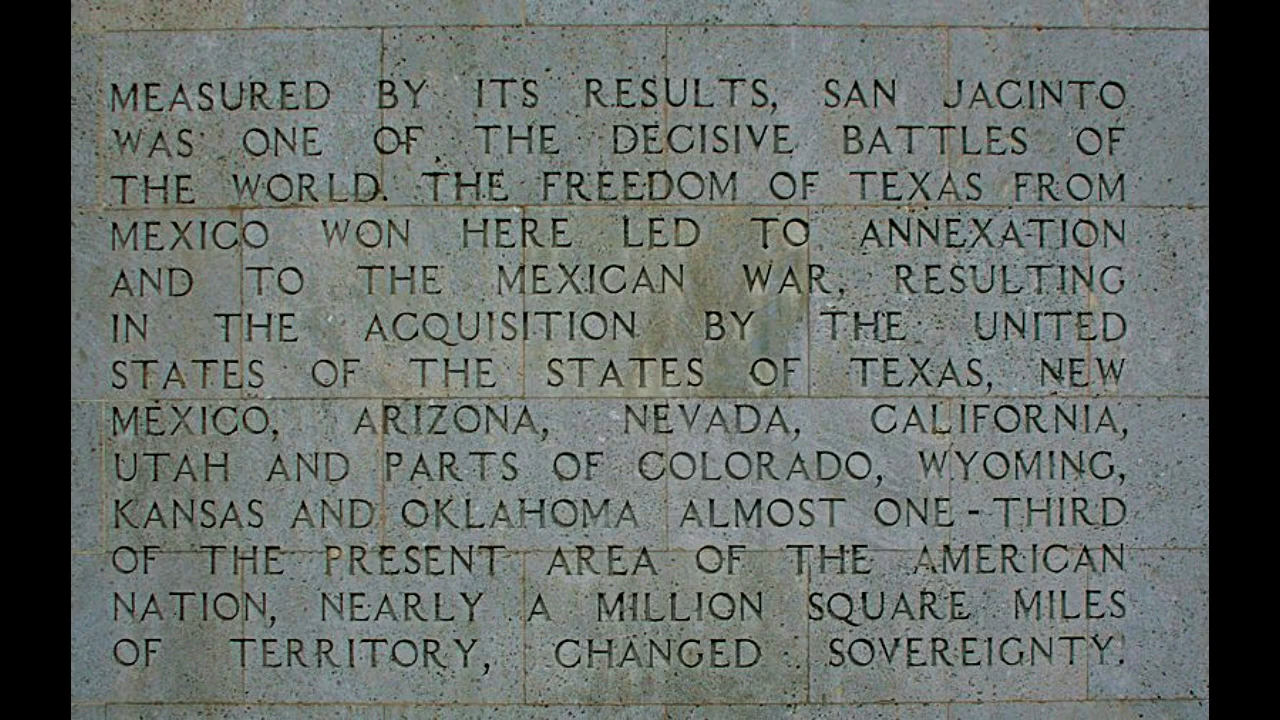 MEASURED BY ITS RESULTS, SAN JACINTO
WAS ONE OF THE DECISIVE BATTLES OF
THE WORLD. THE FREEDOM OF TEXAS FROM
MEXICO WON HERE LED TO ANNEXATION
AND TO THE MEXICAN WAR, RESULTING
IN THE ACQUISITION BY THE UNITED
STATES OF THE STATES OF TEXAS, NEW
MEXICO, ARIZONA, NEVADA, CALIFORNIA,
UTAH AND PARTS OF COLORADO, WYOMING,
KANSAS AND OKLAHOMA ALMOST ONE-THIRD
OF THE PRESENT AREA OF THE AMERICAN
NATION, NEARLY A MILLION SQUARE MILES
OF TERRITORY, CHANGED SOVEREIGNTY.